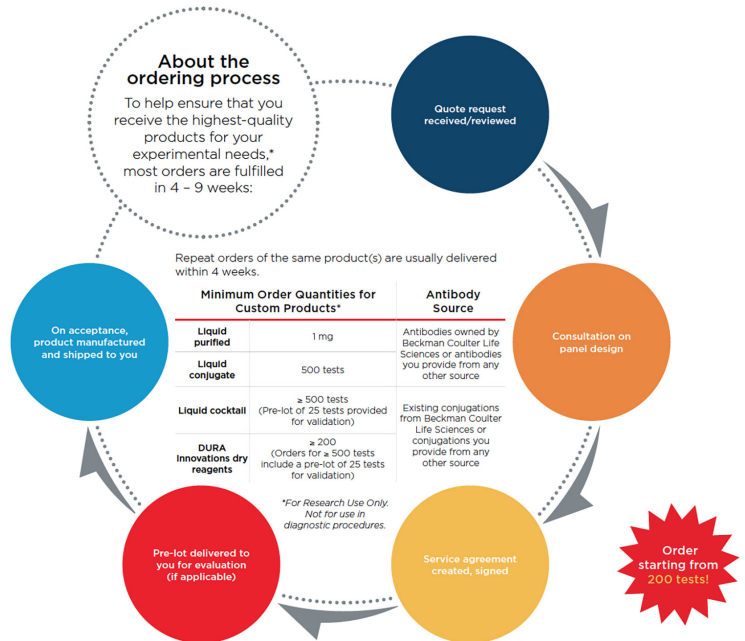 About the
ordering process
To help ensure that you
receive the highest-quality
products for your
experimental needs,*
most orders are fulfilled
in 4 – 9 weeks:
Quote request
received/reviewed
Consultation on
panel design
Service agreement
created, signed
Pre-lot delivered to
you for evaluation
(if applicable)
On acceptance,
product manufactured
and shipped to you
Repeat orders of the same product(s) are usually delivered
within 4 weeks.
Minimum Order Quantities for
Custom Products*
Antibody
Source
Liquid
purified
1 mg
Antibodies owned by
Beckman Coulter Life
Sciences or antibodies
you provide from any
other source
Liquid
conjugate
500 tests
Liquid cocktail
≥ 500 tests
(Pre-lot of 25 tests provided
for validation)
Existing conjugations
from Beckman Coulter
Life Sciences or
conjugations you
provide from any
other source
DURA
Innovations dry
reagents
≥ 200
(Orders for ≥ 500 tests
include a pre-lot of 25 tests
for validation)
*For Research Use Only.
Not for use in
diagnostic procedures.
Order
starting from
200 tests!